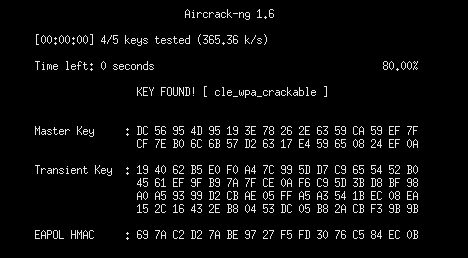 Aircrack-ng 1.6
[00:00:00] 4/5 keys tested (365.36 k/s)
Time left: 0 seconds 80.00%
KEY FOUND! [ cle_wpa_crackable ]
Master Key : DC 56 95 4D 95 19 3E 78 26 2E 63 59 CA 59 EF 7F
CF 7E B0 6C 6B 57 D2 63 17 E4 59 65 08 24 EF 0A
Transient Key : 19 40 62 B5 E0 F0 A4 7C 99 5D D7 C9 65 54 52 B0
45 61 EF 9F B9 7A 7F CE 0A F6 C9 5D 3B D8 BF 98
A0 A5 93 99 D2 CB AE 05 FF A5 A3 54 1B EC 08 EA
15 2C 16 43 2E B8 04 53 DC 05 B8 2A CB F3 9B 9B
EAPOL HMAC : 69 7A C2 D2 7A BE 97 27 F5 FD 30 76 C5 84 EC 0B